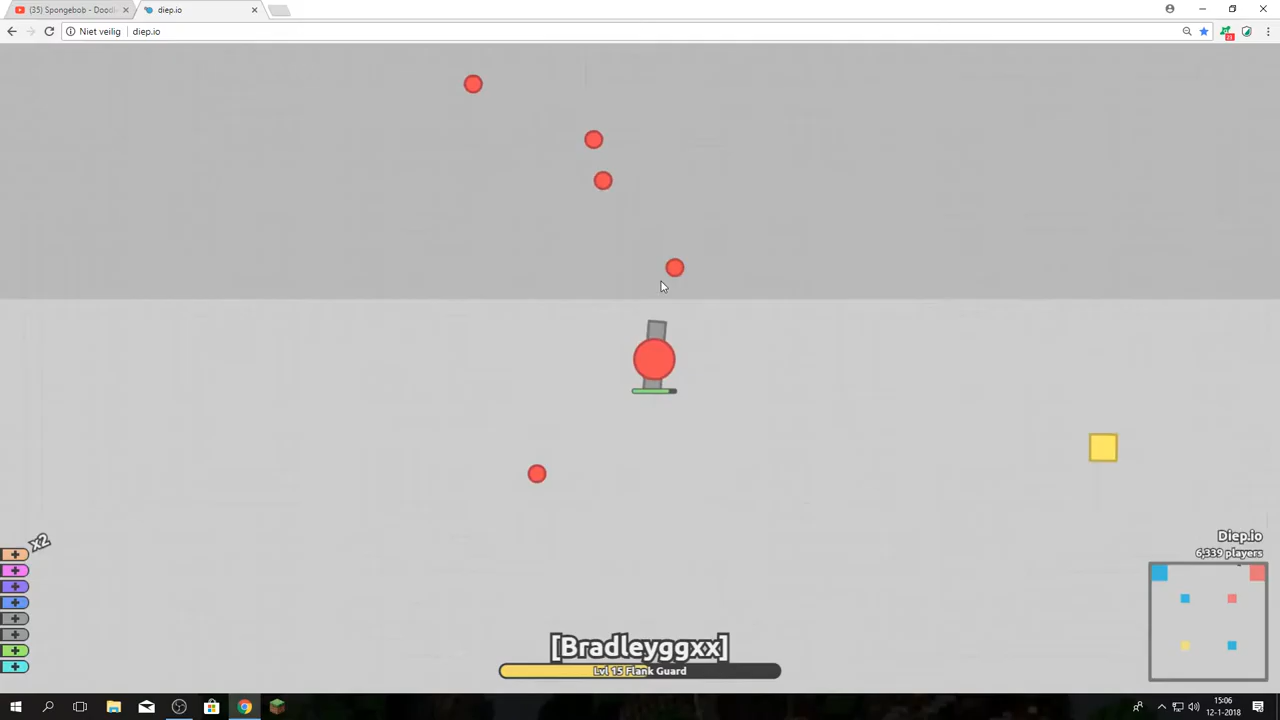 (35) Spongebob - Doodl
diep.io
Niet veilig
diep.io
x2
Diep.io
6,339 players
[Bradleyggxx]
Lvl 15 Flank Guard
15:06
12-1-2018